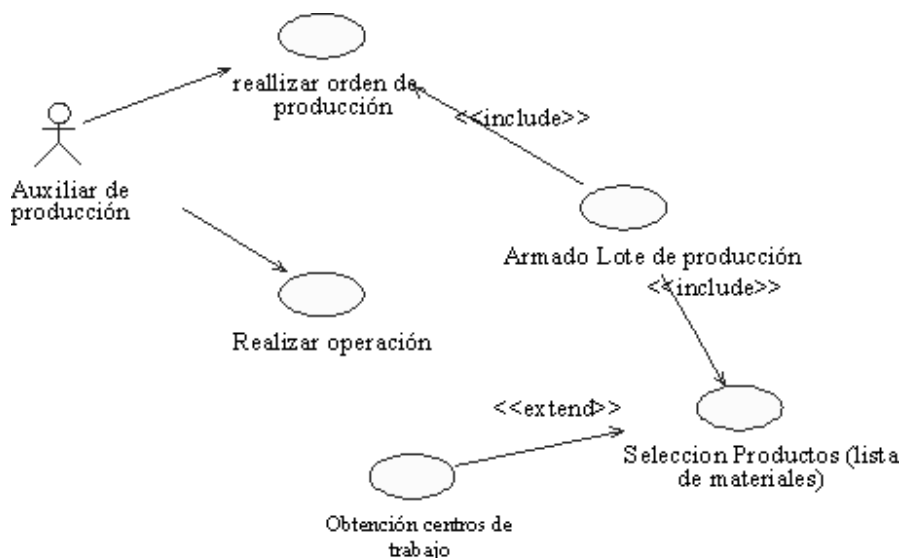 reallizar orden de
producción
<<include>>
Auxiliar de
producción
Armado Lote de producción
<<include>>
Realizar operación
<<extend>>
Seleccion Productos (lista
de materiales)
Obtención centros de
trabajo